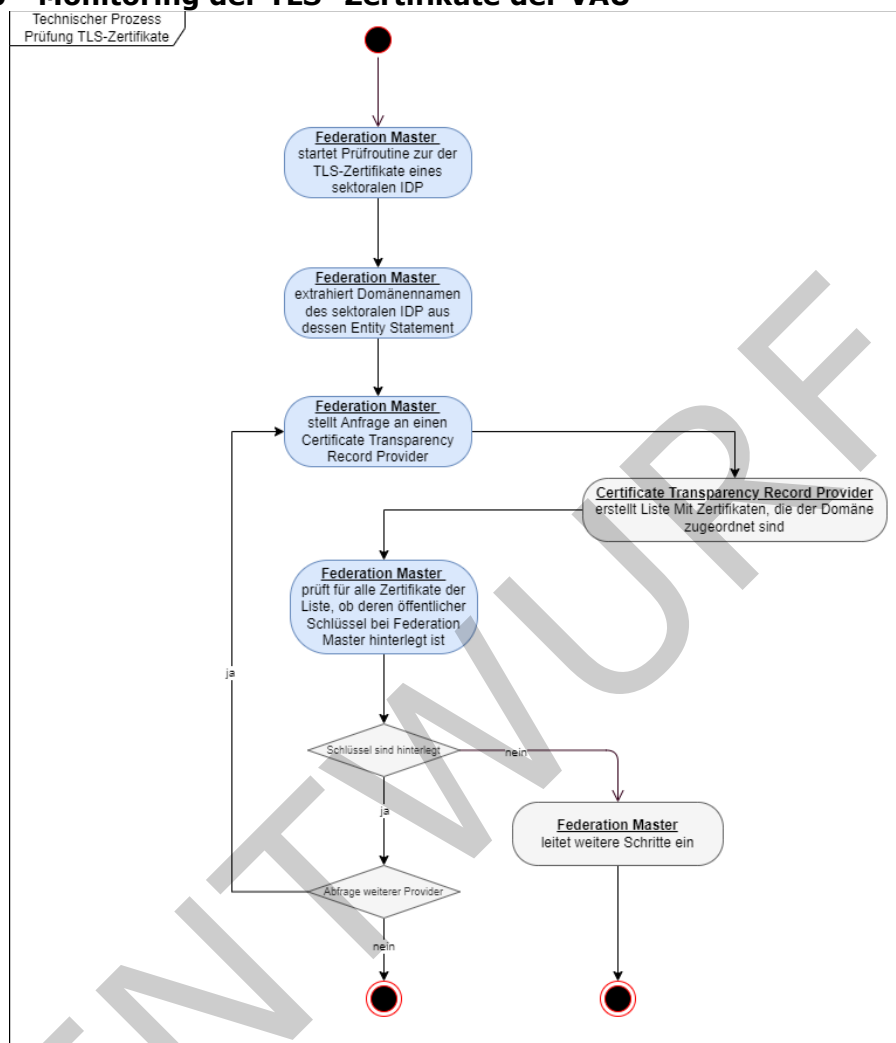 Monitoring der TLS-Zertifikate der VAU
Technischer Prozess
Prüfung TLS-Zertifikate
Federation Master
startet Prüfroutine zur der
TLS-Zertifikate eines
sektoralen IDP
Federation Master
extrahiert Domänennamen
des sektoralen IDP aus
dessen Entity Statement
Federation Master
stellt Anfrage an einen
Certificate Transparency
Record Provider
Certificate Transparency Record Provider
erstellt Liste Mit Zertifikaten, die der Domäne
zugeordnet sind
Federation Master
prüft für alle Zertifikate der
Liste, ob deren öffentlicher
Schlüssel bei Federation
Master hinterlegt ist
ja
Schlüssel sind hinterlegt
nein
ja
Federation Master
leitet weitere Schritte ein
Abfrage weiterer Provider
nein
ENTWURF